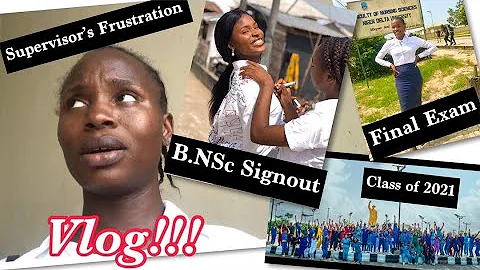 Supervisor's Frustration
B.NSc Signout
FACULTY OF NURSING SCIENCES
NIGER DELTA UNIVERSITY
Final Exam
Class of 2021
Vlog!!!